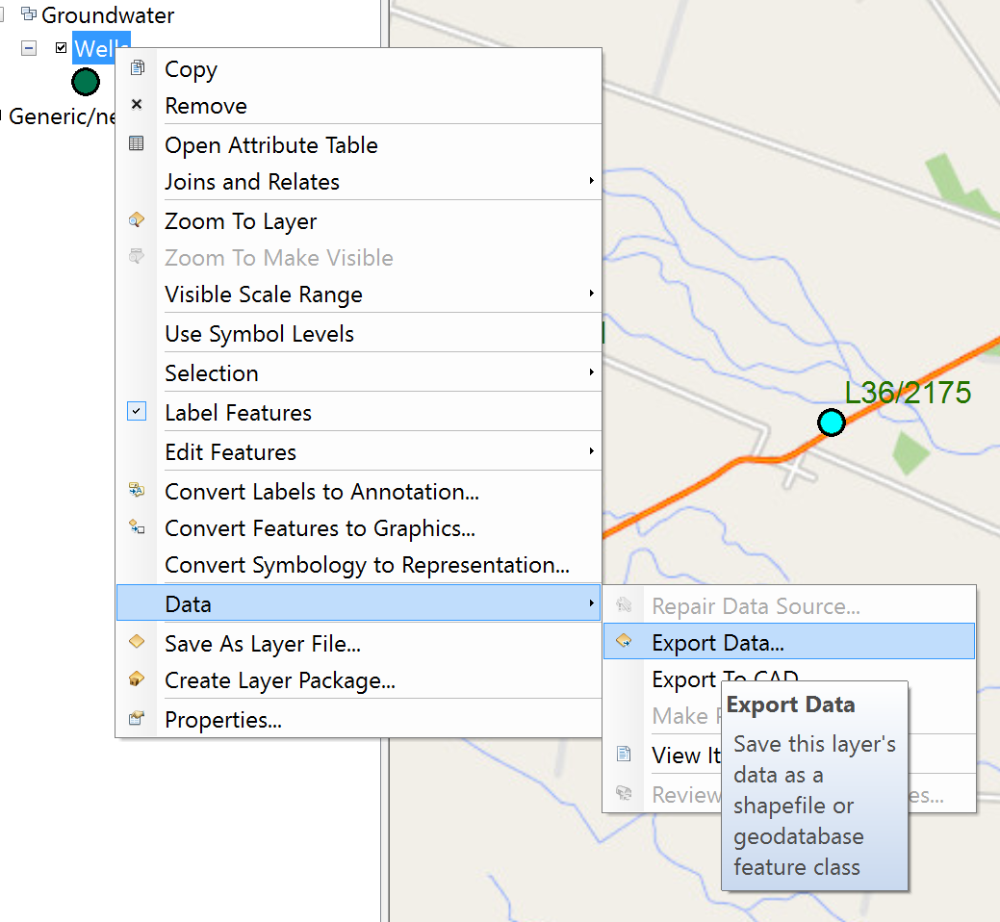 Groundwater
Wells
Generic/ne
Copy
Remove
Open Attribute Table
Joins and Relates
Zoom To Layer
Zoom To Make Visible
Visible Scale Range
Use Symbol Levels
Selection
Label Features
Edit Features
Convert Labels to Annotation...
Convert Features to Graphics...
Convert Symbology to Representation...
Data
Save As Layer File...
Create Layer Package...
Properties...
L36/2175
Repair Data Source...
Export Data...
Export To CAD
Make
View It
Review es...
Export Data
Save this layer's
data as a
shapefile or
geodatabase
feature class